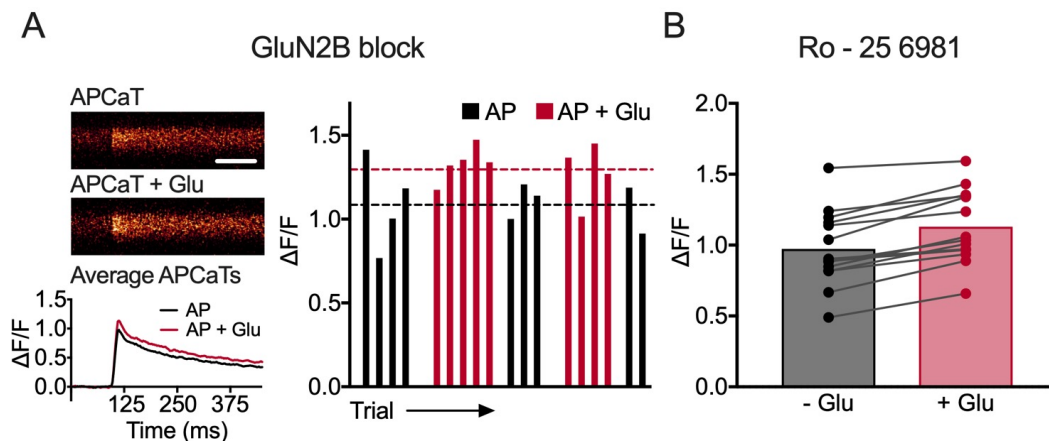 A
GluN2B block
APCaT
APCaT + Glu
Average APCaTs
ΔF/F
1.5
1.0
0.5
0.0
AP
AP + Glu
125 250 375
Time (ms)
AP AP + Glu
ΔF/F
1.5
1.0
0.5
0.0
Trial
B
Ro - 25 6981
ΔF/F
2.0
1.5
1.0
0.5
0.0
- Glu + Glu